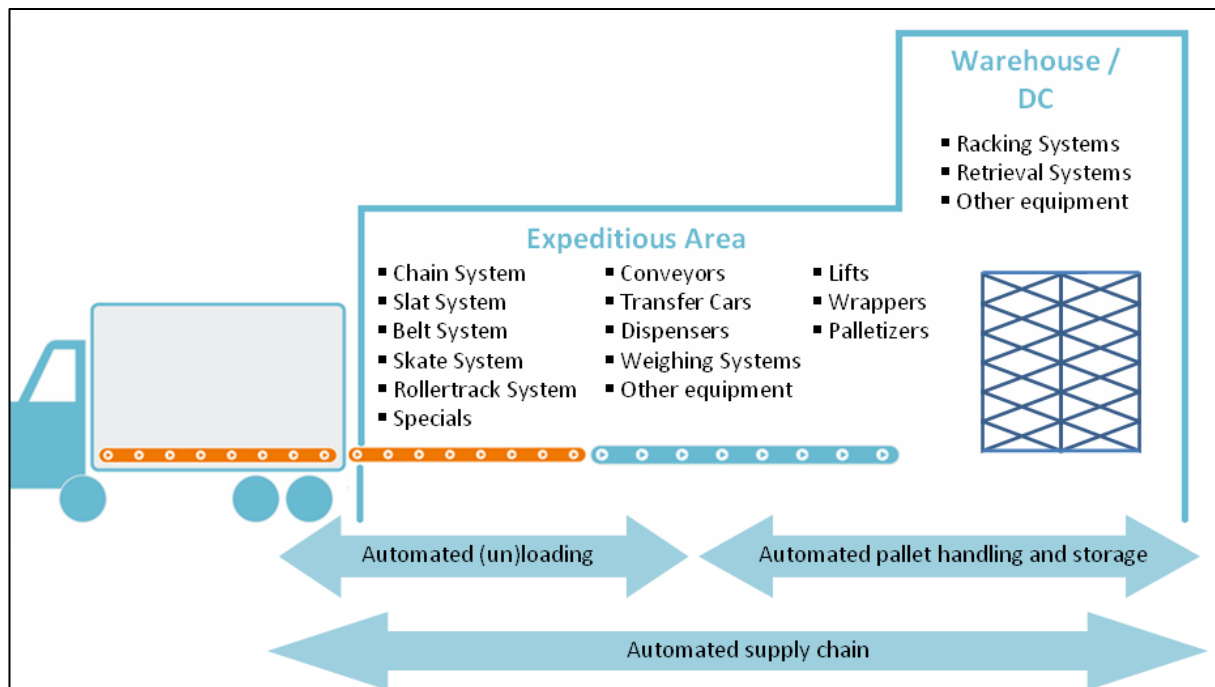 Warehouse /
DC
▪ Racking Systems
▪ Retrieval Systems
▪ Other equipment
Expeditious Area
▪ Chain System
▪ Slat System
▪ Belt System
▪ Skate System
▪ Rollertrack System
▪ Specials
▪ Conveyors
▪ Transfer Cars
▪ Dispensers
▪ Weighing Systems
▪ Other equipment
▪ Lifts
▪ Wrappers
▪ Palletizers
Automated (un)loading
Automated pallet handling and storage
Automated supply chain